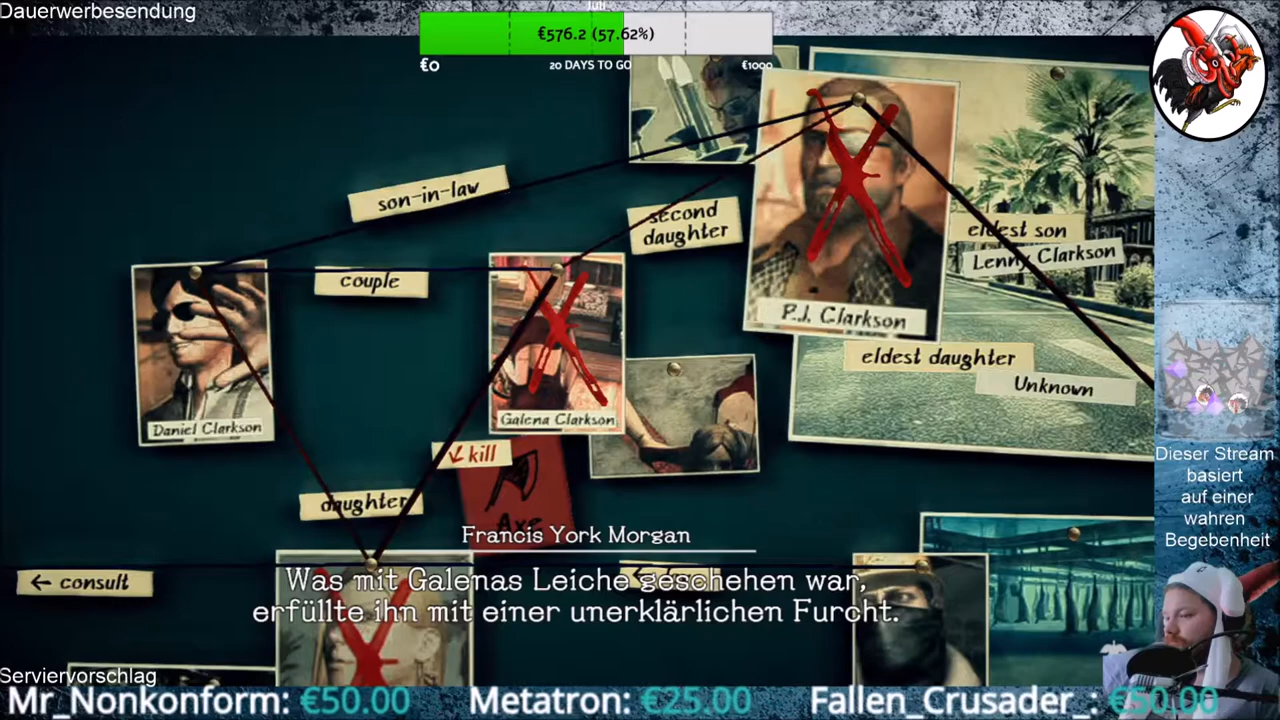 Dauerwerbesendung
Juli
€576.2 (57.62%)
€0
20 DAYS TO GO
€1000
son-in-law
second
daughter
eldest son
Lenny Clarkson
couple
P.J. Clarkson
eldest daughter
Unknown
Daniel Clarkson
Galena Clarkson
kill
daughter
Axe
Francis York Morgan
← consult
Was mit Galenas Leiche geschehen war,
erfüllte ihn mit einer unerklärlichen Furcht.
Dieser Stream
basiert
auf einer
wahren
Begebenheit
Serviervorschlag
Mr_Nonkonform: €50.00 Metatron: €25.00 Fallen_Crusader_: €50.00